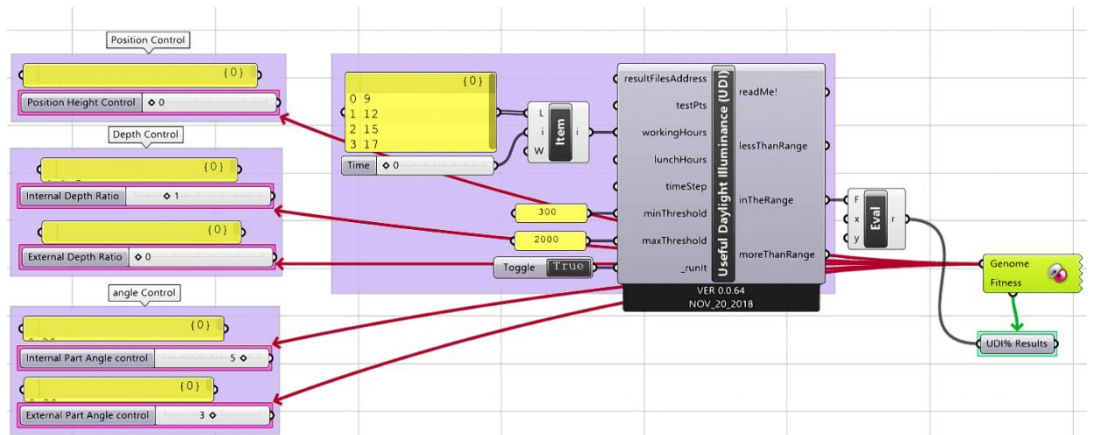 Position Control
{0}
Position Height Control ◇ 0
Depth Control
{0}
Internal Depth Ratio ◇ 1
{0}
External Depth Ratio ◇ 0
angle Control
{0}
Internal Part Angle control 5 ◇
{0}
External Part Angle control 3 ◇
{0}
0 9
1 12
2 15
3 17
Time ◇ 0
L
i
W
Item
i
300
2000
Toggle True
resultFilesAddress
testPts
workingHours
lunchHours
timeStep
minThreshold
maxThreshold
_runIt
Useful Daylight Illuminance (UDI)
readMe!
lessThanRange
inTheRange
moreThanRange
VER 0.0.64
NOV_20_2018
F
x
y
Eval
r
Genome
Fitness
UDI% Results